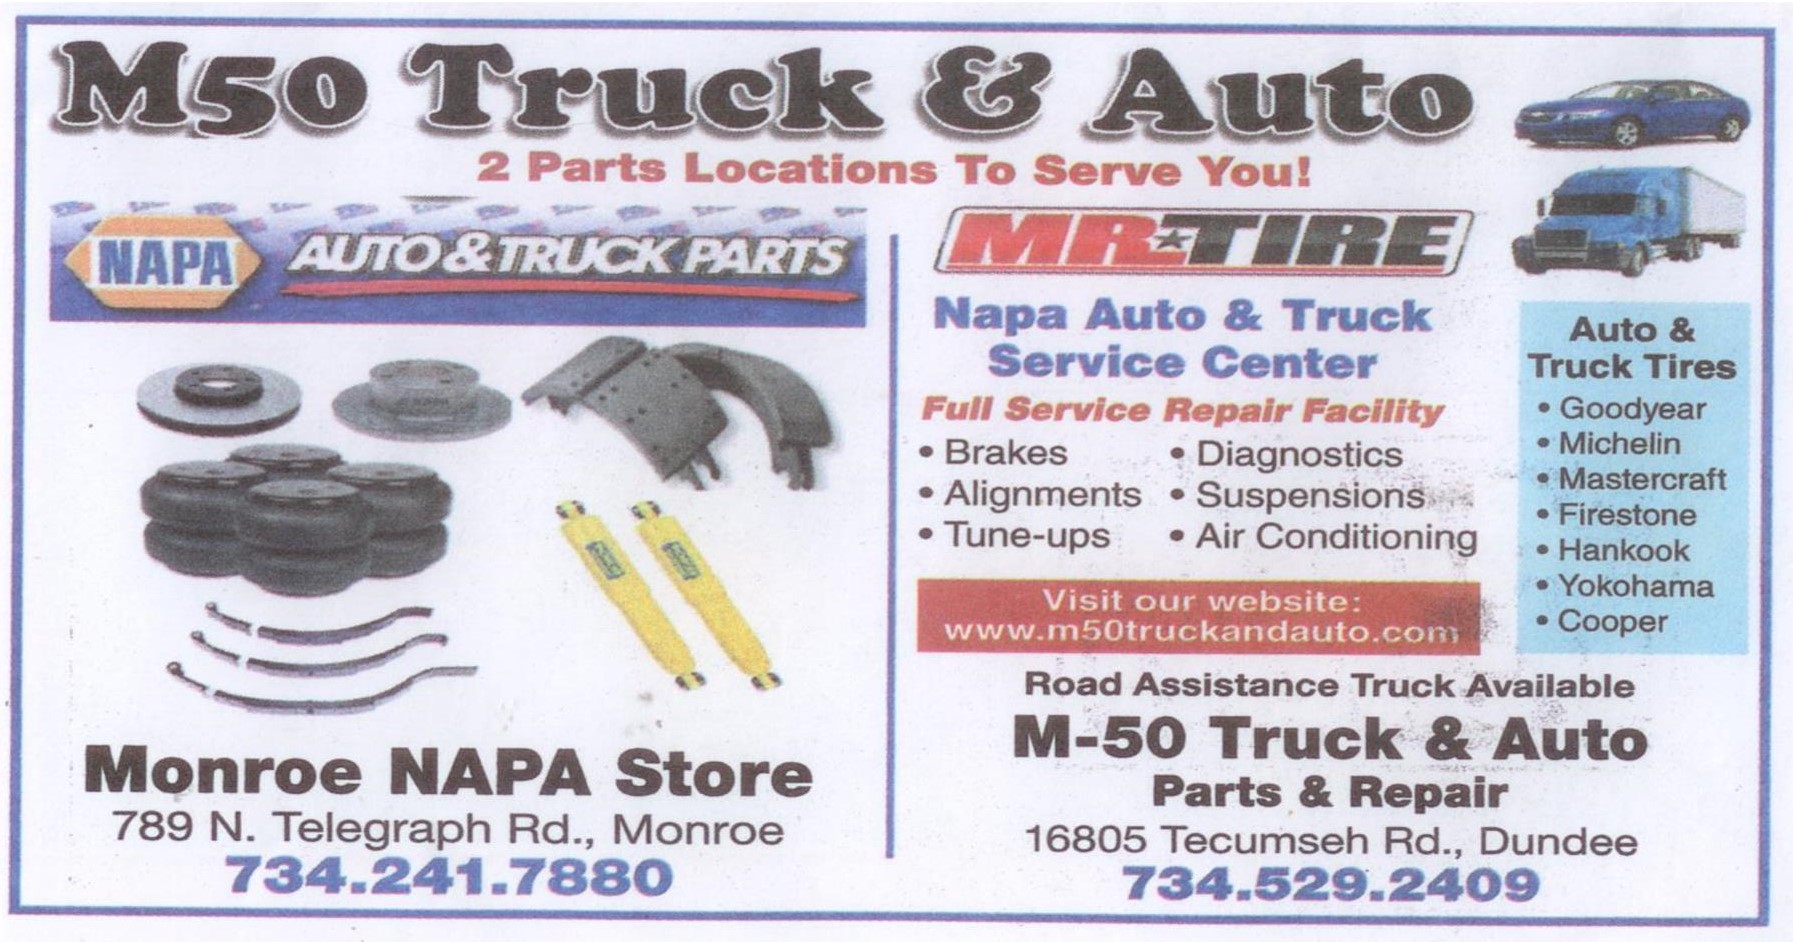 M50 Truck & Auto
2 Parts Locations To Serve You!
NAPA AUTO & TRUCK PARTS
Monroe NAPA Store
789 N. Telegraph Rd., Monroe
734.241.7880
MR★TIRE
Napa Auto & Truck
Service Center
Full Service Repair Facility
• Brakes
• Alignments
• Tune-ups
• Diagnostics
• Suspensions
• Air Conditioning
Visit our website:
www.m50truckandauto.com
Auto &
Truck Tires
• Goodyear
• Michelin
• Mastercraft
• Firestone
• Hankook
• Yokohama
• Cooper
Road Assistance Truck Available
M-50 Truck & Auto
Parts & Repair
16805 Tecumseh Rd., Dundee
734.529.2409